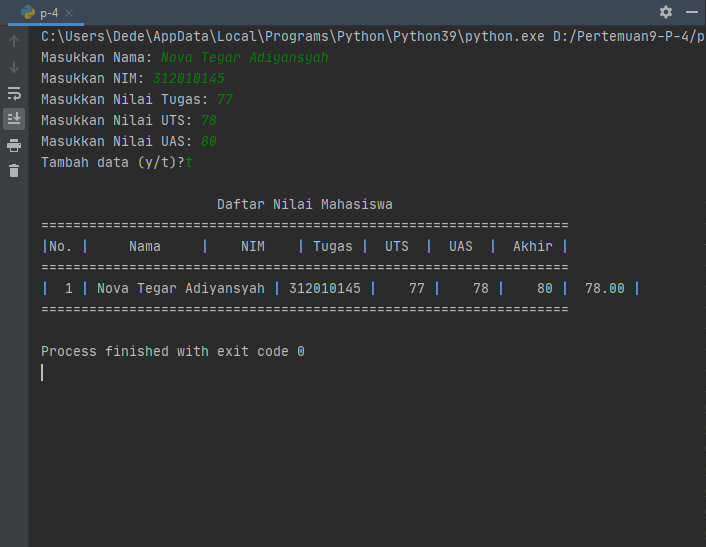 p-4
C:\Users\Dede\AppData\Local\Programs\Python\Python39\python.exe D:/Pertemuan9-P-4/p
Masukkan Nama: Nova Tegar Adiyansyah
Masukkan NIM: 312010145
Masukkan Nilai Tugas: 77
Masukkan Nilai UTS: 78
Masukkan Nilai UAS: 80
Tambah data (y/t)?t
Daftar Nilai Mahasiswa
==================================================================
|No. |     Nama     |    NIM    | Tugas |  UTS  |  UAS  |  Akhir |
==================================================================
|  1 | Nova Tegar Adiyansyah | 312010145 |    77 |    78 |    80 |  78.00 |
==================================================================
Process finished with exit code 0